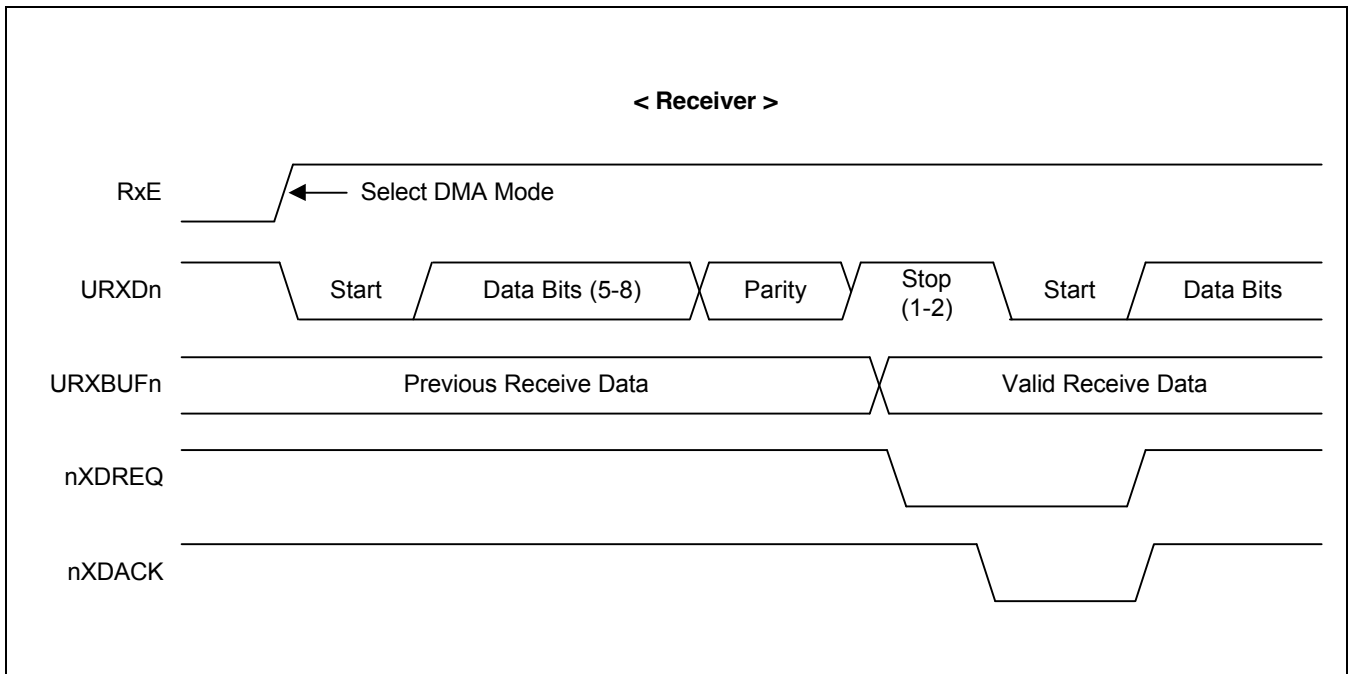 < Receiver >
RxE
Select DMA Mode
URXDn
Start
Data Bits (5-8)
Parity
Stop
(1-2)
Start
Data Bits
URXBUFn
Previous Receive Data
Valid Receive Data
nXDREQ
nXDACK